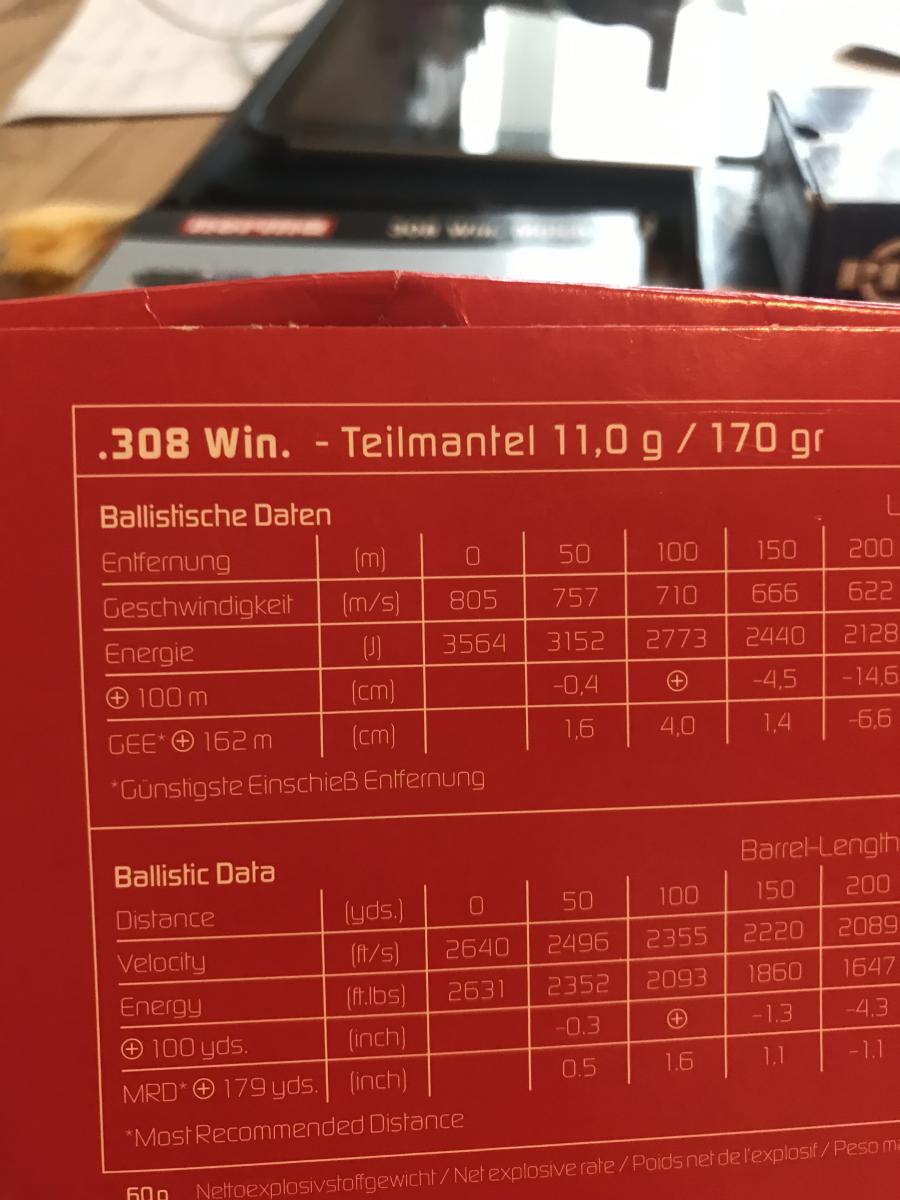 308 Win.
.308 Win. - Teilmantel 11,0 g / 170 gr
Ballistische Daten L
Entfernung (m) 0 50 100 150 200
Geschwindigkeit (m/s) 805 757 710 666 622
Energie (J) 3564 3152 2773 2440 2128
⊕ 100 m (cm) -0,4 ⊕ -4,5 -14,6
GEE* ⊕ 162 m (cm) 1,6 4,0 1,4 -6,6
*Günstigste Einschieß Entfernung
Ballistic Data Barrel-Length
Distance (yds.) 0 50 100 150 200
Velocity (ft/s) 2640 2496 2355 2220 2089
Energy (ft.lbs) 2631 2352 2093 1860 1647
⊕ 100 yds. (inch) -0.3 ⊕ -1.3 -4.3
MRD* ⊕ 179 yds. (inch) 0.5 1.6 1.1 -1.1
*Most Recommended Distance
60g Nettoexplosivstoffgewicht / Net explosive rate / Poids net de l'explosif / Peso